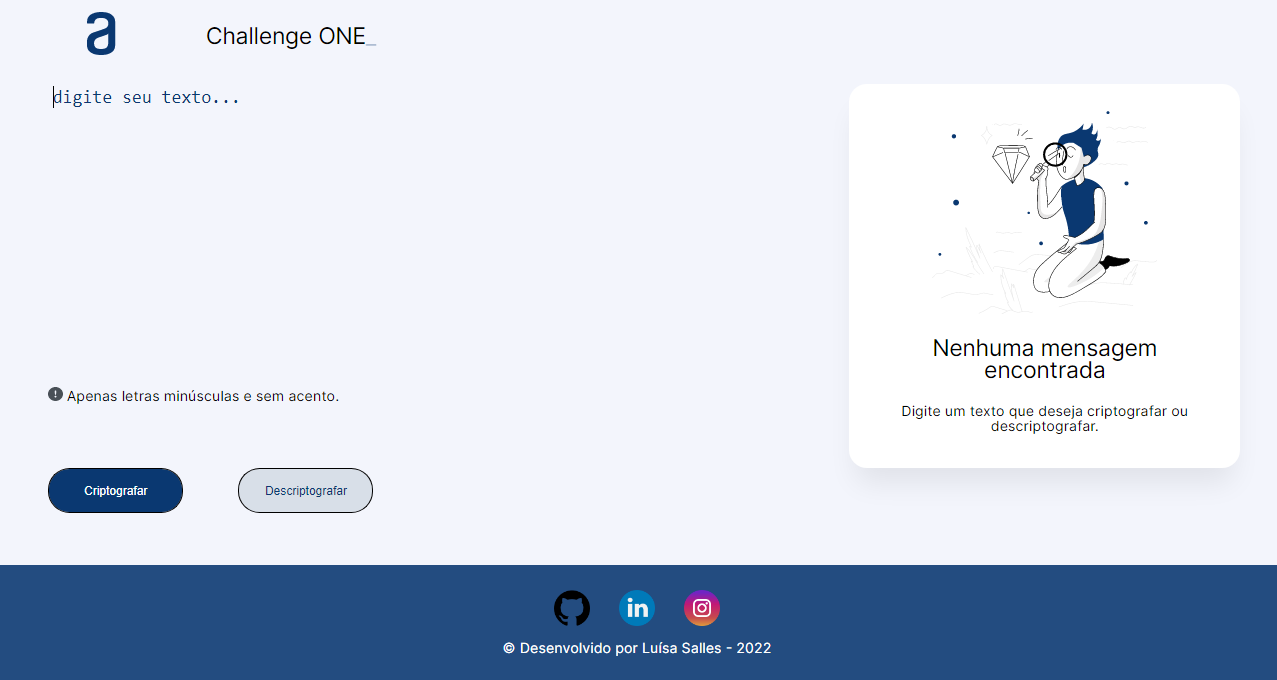 a
Challenge ONE_
digite seu texto...
Nenhuma mensagem
encontrada
Digite um texto que deseja criptografar ou
descriptografar.
Apenas letras minúsculas e sem acento.
Criptografar
Descriptografar
in
© Desenvolvido por Luísa Salles - 2022